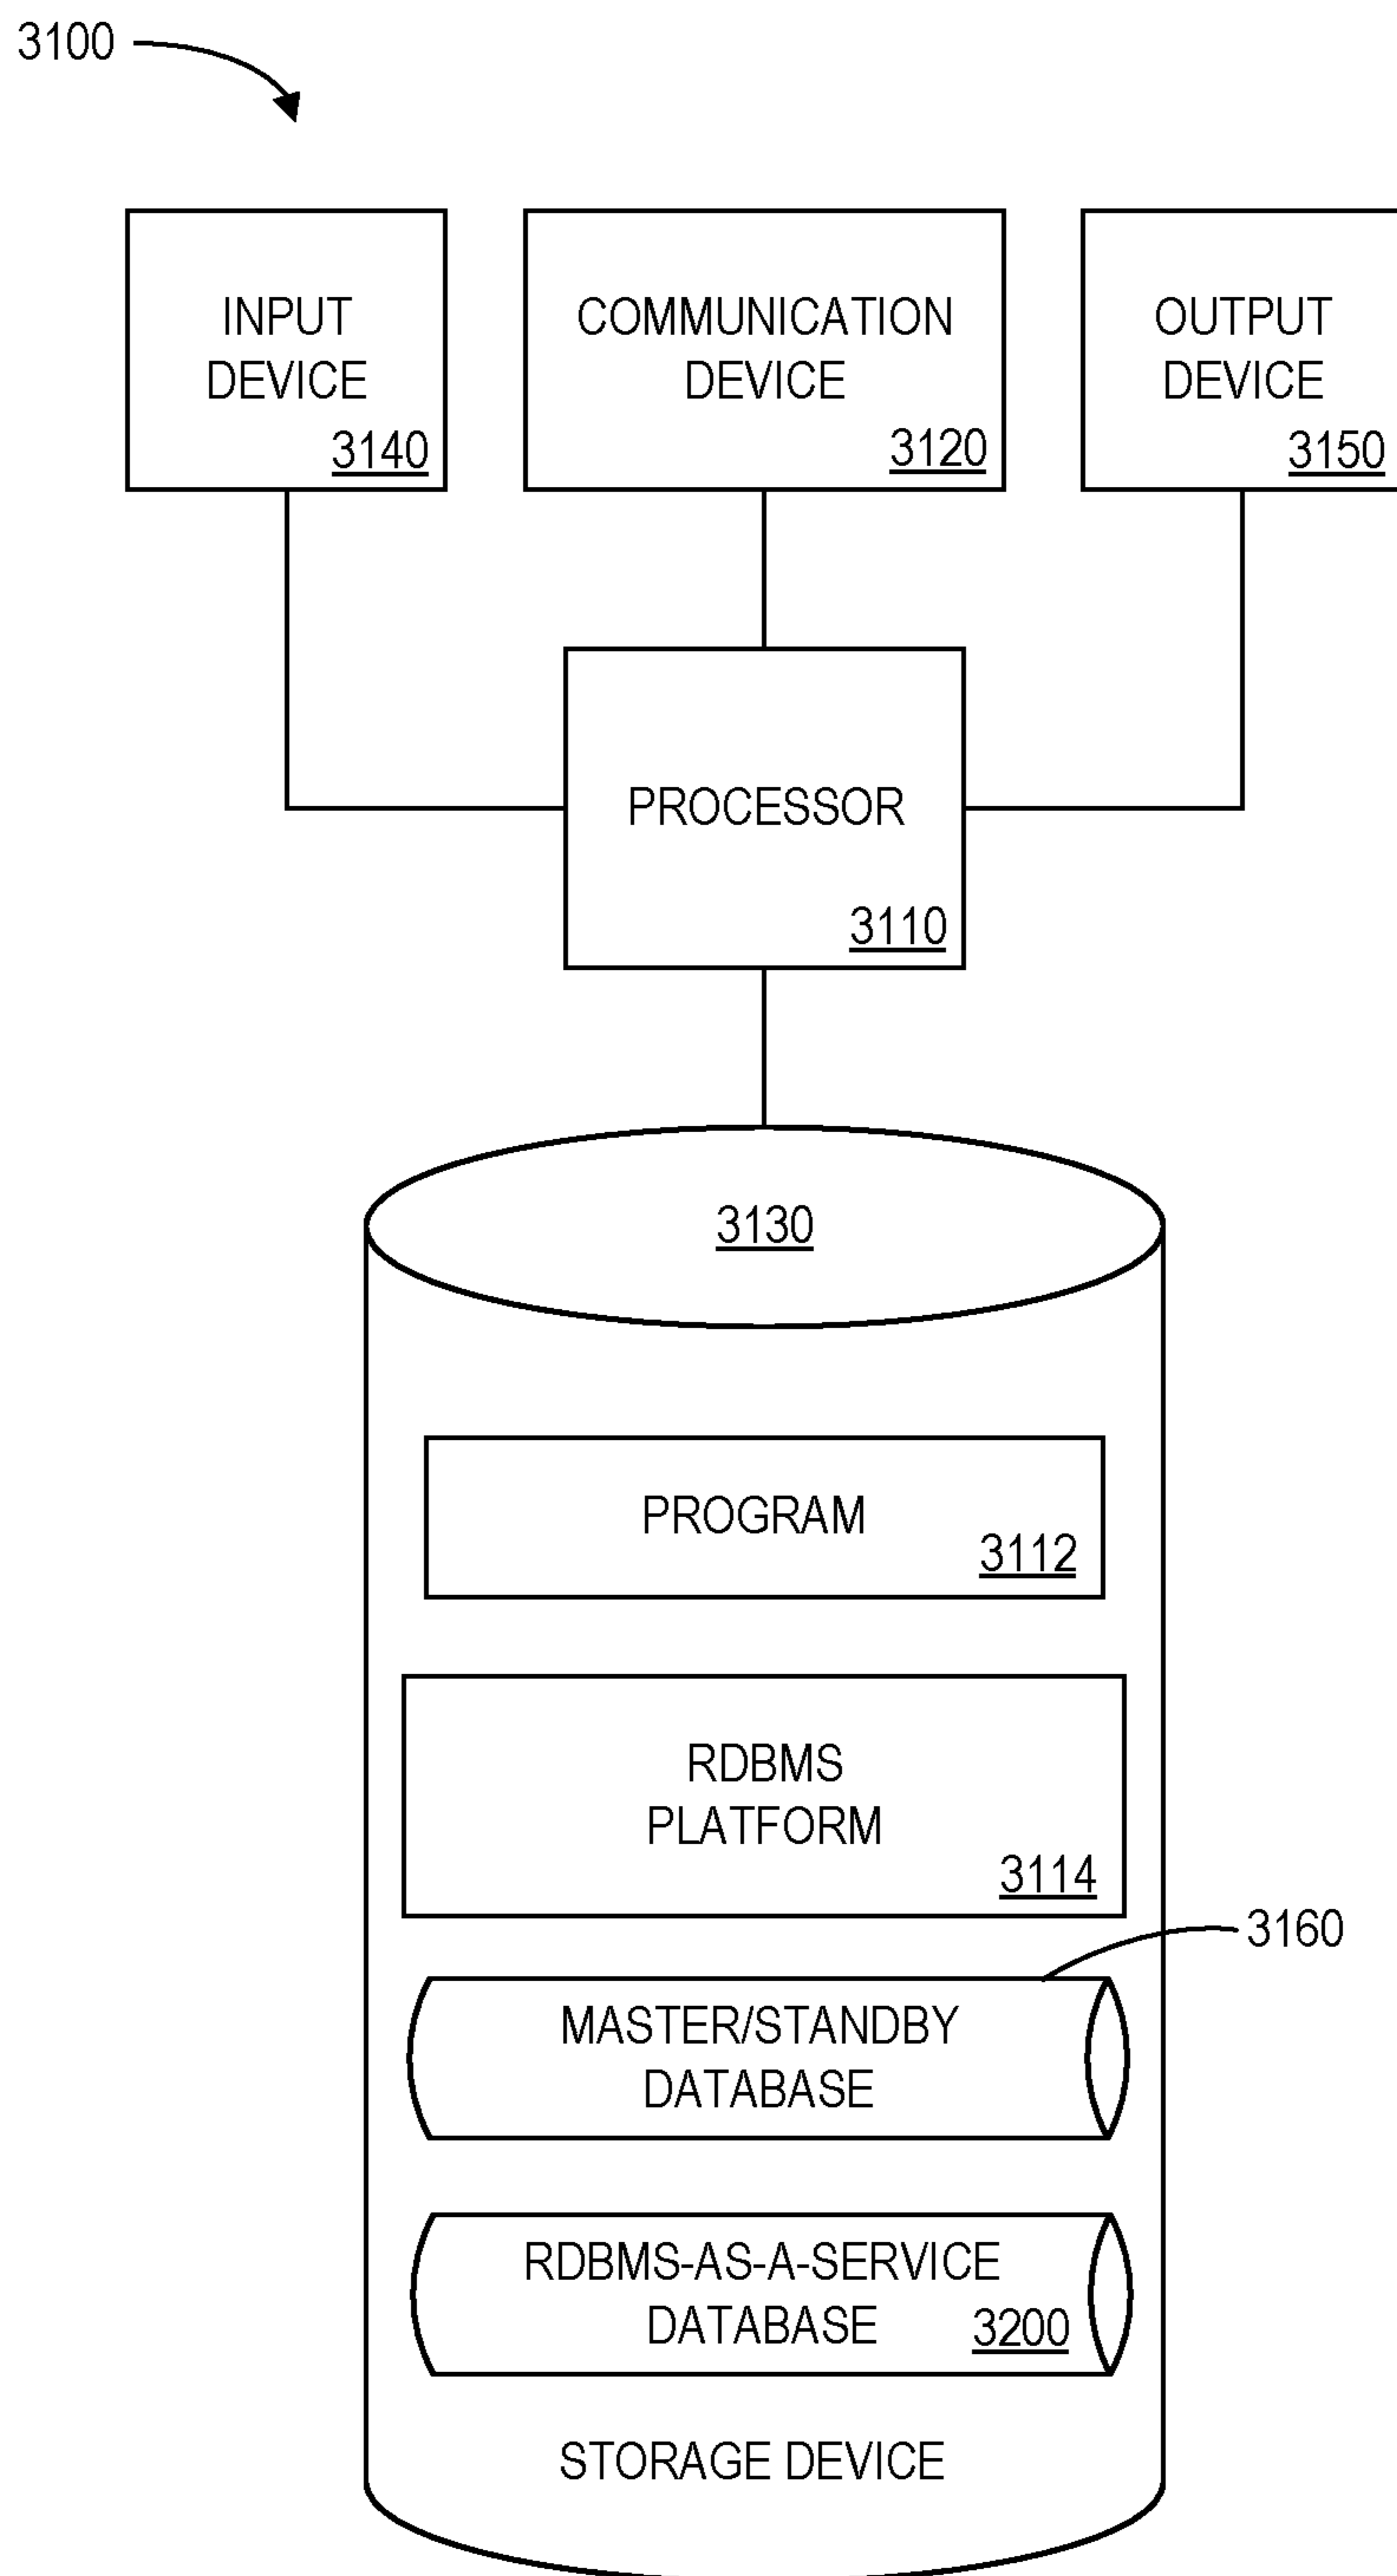 3100
INPUT
DEVICE
3140
COMMUNICATION
DEVICE
3120
OUTPUT
DEVICE
3150
PROCESSOR
3110
3130
PROGRAM
3112
RDBMS
PLATFORM
3114
3160
MASTER/STANDBY
DATABASE
RDBMS-AS-A-SERVICE
DATABASE
3200
STORAGE DEVICE